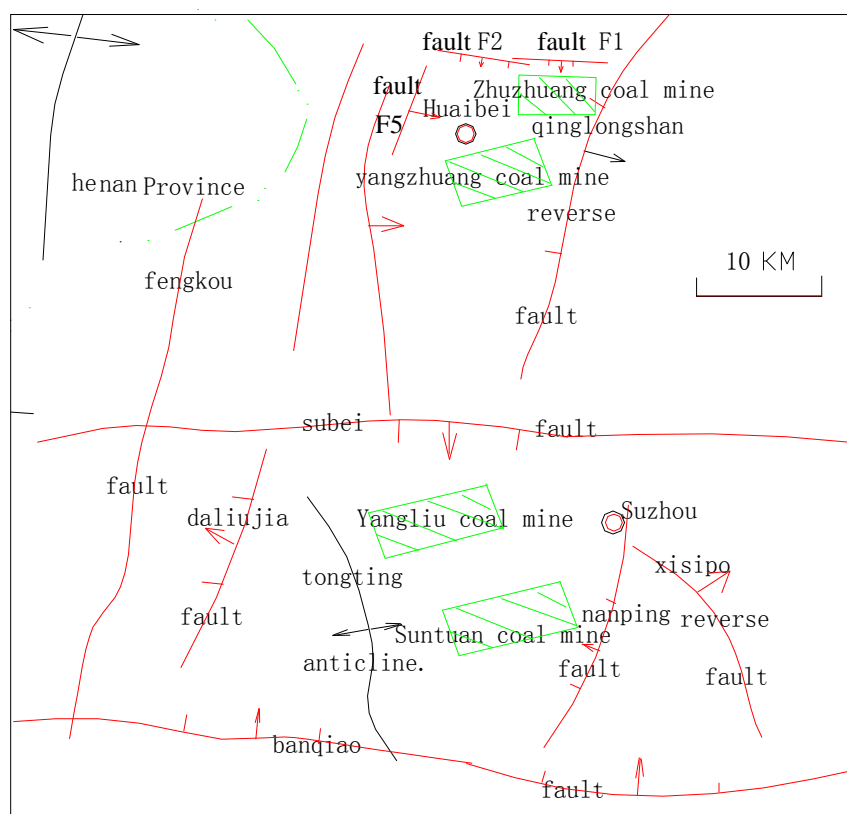 fault F2
fault F1
fault
F5
Zhuzhuang coal mine
Huaibei
qinglongshan
yangzhuang coal mine
henan Province
reverse
10 KM
fengkou
fault
subei
fault
fault
daliujia
Yangliu coal mine
Suzhou
tongting
xisipo
fault
nanping
reverse
Suntuan coal mine
anticline.
fault
fault
banqiao
fault